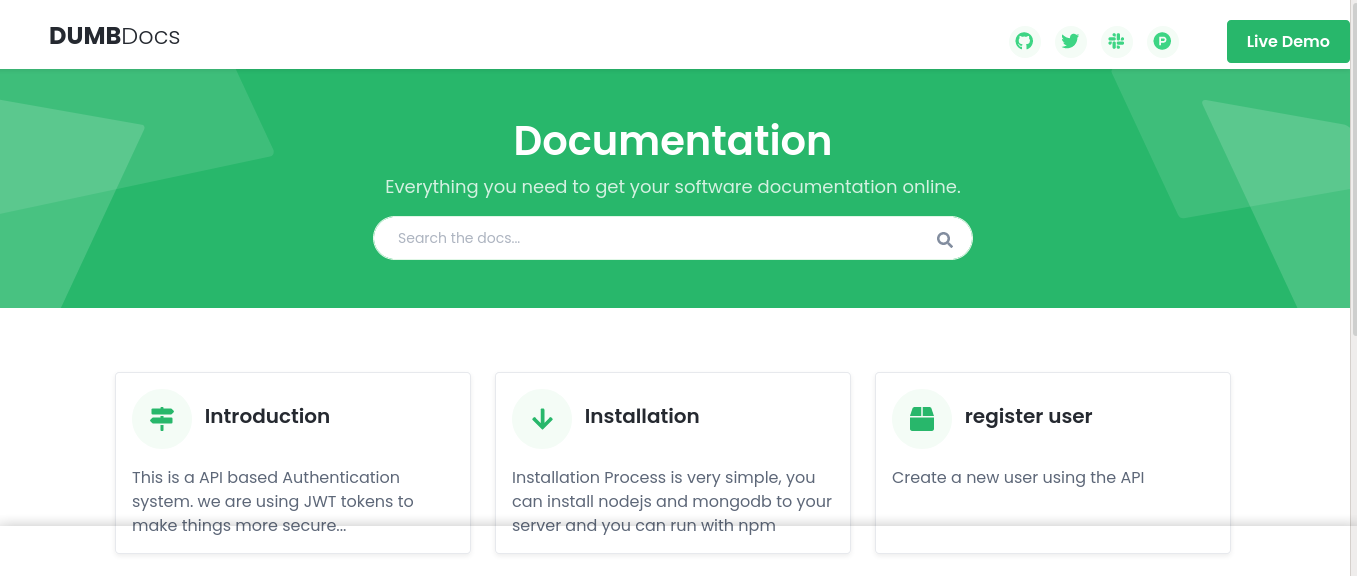 DUMBDocs
Live Demo
Documentation
Everything you need to get your software documentation online.
Search the docs...
Introduction
This is a API based Authentication
system. we are using JWT tokens to
make things more secure...
Installation
Installation Process is very simple, you
can install nodejs and mongodb to your
server and you can run with npm
register user
Create a new user using the API